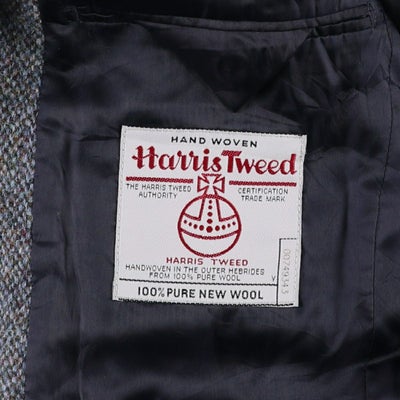 HAND WOVEN
Harris Tweed
THE HARRIS TWEED AUTHORITY
CERTIFICATION TRADE MARK
HARRIS TWEED
HANDWOVEN IN THE OUTER HEBRIDES
FROM 100% PURE WOOL
V
00749343
100% PURE NEW WOOL